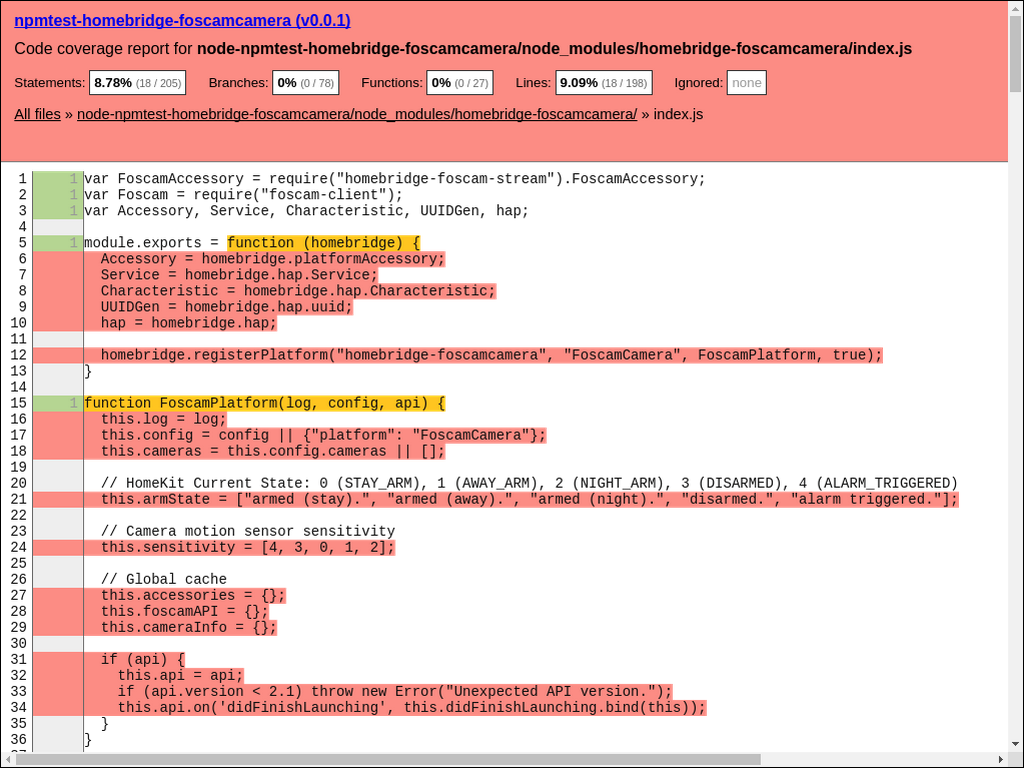 npmtest-homebridge-foscamcamera (v0.0.1)
Code coverage report for node-npmtest-homebridge-foscamcamera/node_modules/homebridge-foscamcamera/index.js
Statements: 8.78% (18 / 205) Branches: 0% (0 / 78) Functions: 0% (0 / 27) Lines: 9.09% (18 / 198) Ignored: none
All files » node-npmtest-homebridge-foscamcamera/node_modules/homebridge-foscamcamera/ » index.js
1 1 var FoscamAccessory = require("homebridge-foscam-stream").FoscamAccessory;
2 1 var Foscam = require("foscam-client");
3 1 var Accessory, Service, Characteristic, UUIDGen, hap;
4
5 1 module.exports = function (homebridge) {
6   Accessory = homebridge.platformAccessory;
7   Service = homebridge.hap.Service;
8   Characteristic = homebridge.hap.Characteristic;
9   UUIDGen = homebridge.hap.uuid;
10   hap = homebridge.hap;
11
12   homebridge.registerPlatform("homebridge-foscamcamera", "FoscamCamera", FoscamPlatform, true);
13 }
14
15 1 function FoscamPlatform(log, config, api) {
16   this.log = log;
17   this.config = config || {"platform": "FoscamCamera"};
18   this.cameras = this.config.cameras || [];
19
20   // HomeKit Current State: 0 (STAY_ARM), 1 (AWAY_ARM), 2 (NIGHT_ARM), 3 (DISARMED), 4 (ALARM_TRIGGERED)
21   this.armState = ["armed (stay).", "armed (away).", "armed (night).", "disarmed.", "alarm triggered."];
22
23   // Camera motion sensor sensitivity
24   this.sensitivity = [4, 3, 0, 1, 2];
25
26   // Global cache
27   this.accessories = {};
28   this.foscamAPI = {};
29   this.cameraInfo = {};
30
31   if (api) {
32     this.api = api;
33     if (api.version < 2.1) throw new Error("Unexpected API version.");
34     this.api.on('didFinishLaunching', this.didFinishLaunching.bind(this));
35   }
36 }